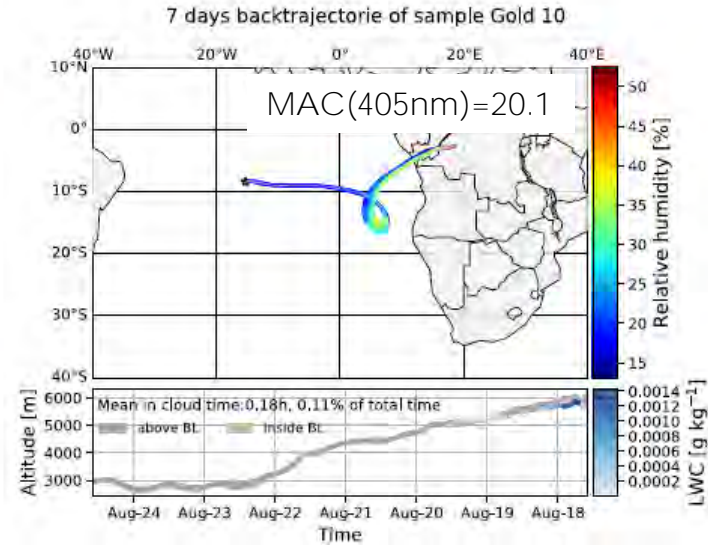 7 days backtrajectorie of sample Gold 10
40°W 20°W 0° 20°E 40°E
10°N
0°
10°S
20°S
30°S
40°S
MAC(405nm)=20.1
50
45
40
35
30
25
20
15
Relative humidity [%]
6000
5000
4000
3000
Altitude [m]
Mean in cloud time:0,18h, 0,11% of total time
above BL inside BL
0.0014
0.0012
0.0010
0.0008
0.0006
0.0004
0.0002
LWC [g kg⁻¹]
Aug-24 Aug-23 Aug-22 Aug-21 Aug-20 Aug-19 Aug-18
Time